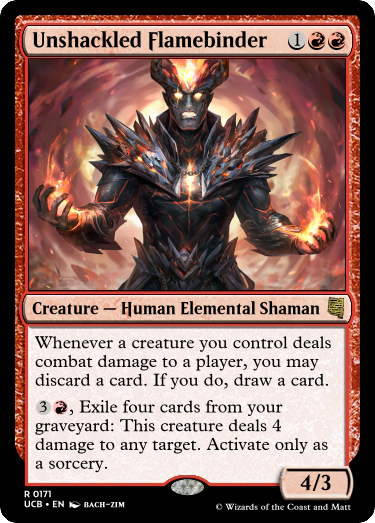 Unshackled Flamebinder 1
Creature — Human Elemental Shaman
Whenever a creature you control deals
combat damage to a player, you may
discard a card. If you do, draw a card.
3 , Exile four cards from your
graveyard: This creature deals 4
damage to any target. Activate only as
a sorcery.
4/3
R 0171
UCB • EN BACH-ZIM
© Wizards of the Coast and Matt